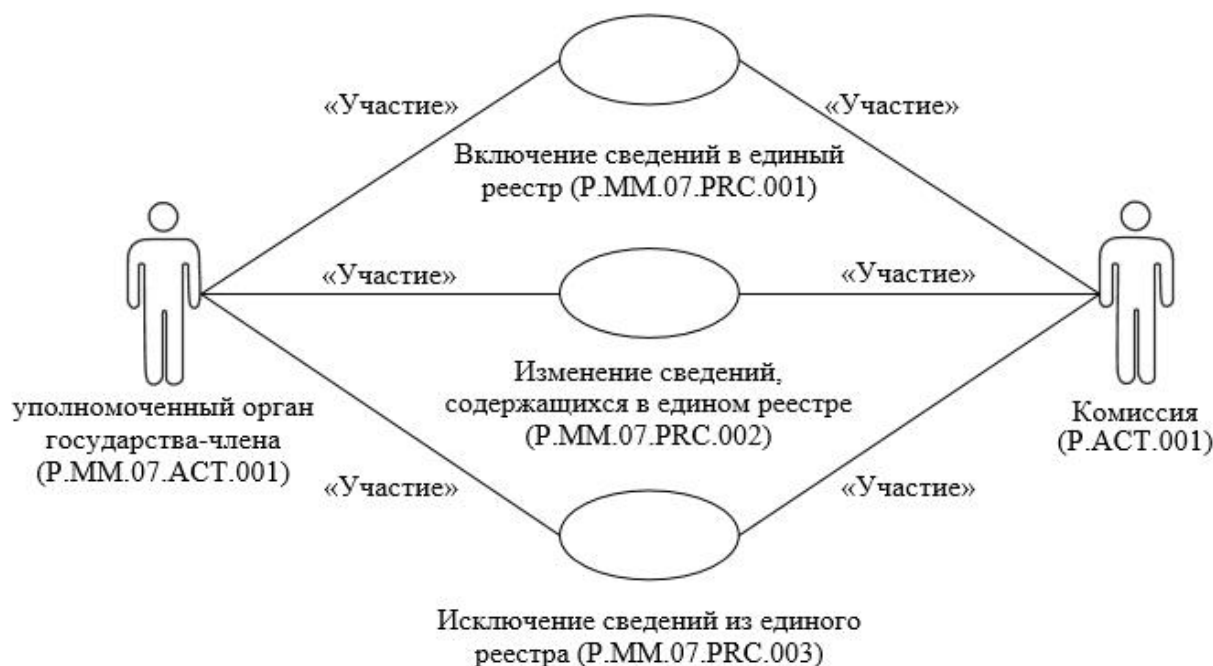 «Участие»
«Участие»
Включение сведений в единый
реестр (P.MM.07.PRC.001)
«Участие»
«Участие»
уполномоченный орган
государства-члена
(P.MM.07.ACT.001)
Изменение сведений,
содержащихся в едином реестре
(P.MM.07.PRC.002)
Комиссия
(P.ACT.001)
«Участие»
«Участие»
Исключение сведений из единого
реестра (P.MM.07.PRC.003)